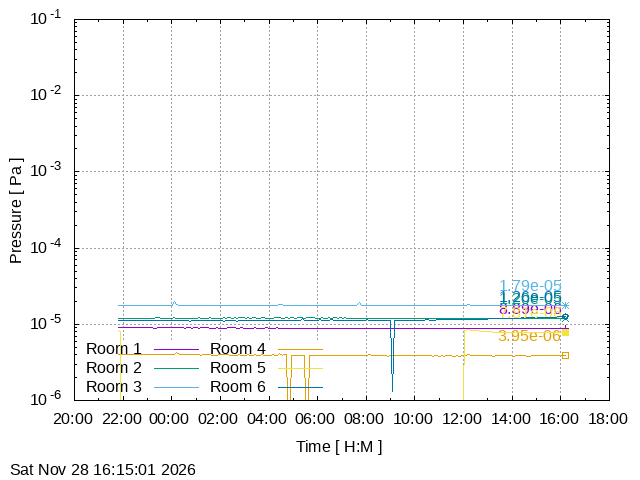 10^-1
10^-2
10^-3
10^-4
10^-5
10^-6
Pressure [ Pa ]
1.79e-05
1.20e-05
3.95e-06
Room 1 Room 4
Room 2 Room 5
Room 3 Room 6
20:00 22:00 00:00 02:00 04:00 06:00 08:00 10:00 12:00 14:00 16:00 18:00
Time [ H:M ]
Sat Nov 28 16:15:01 2026